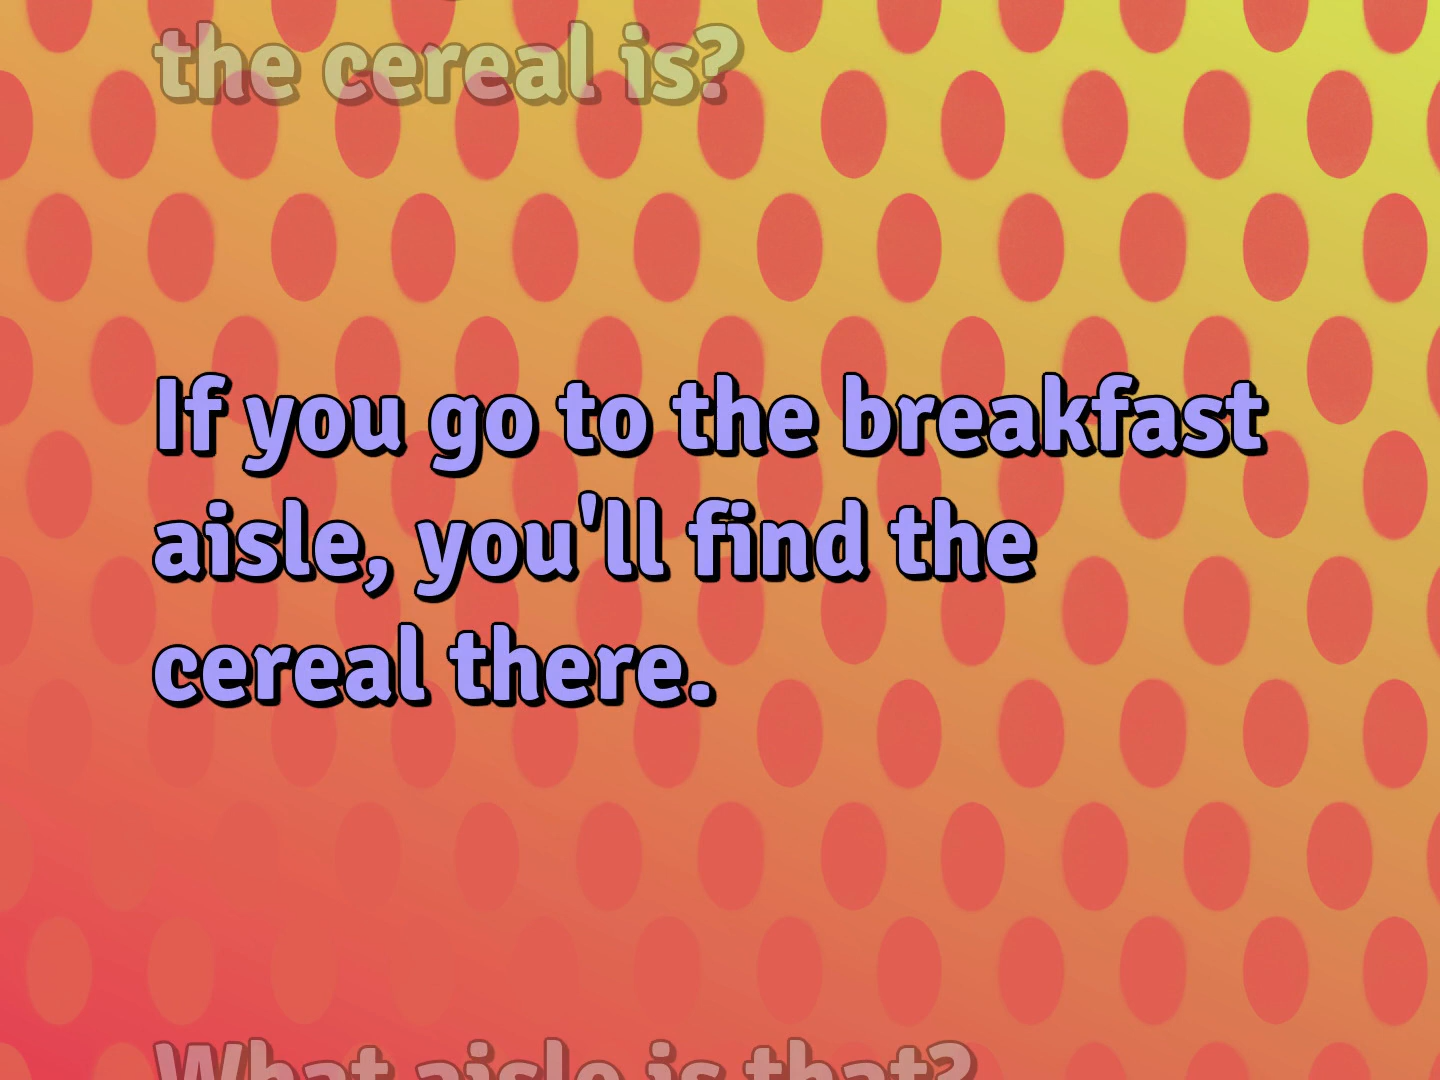 the cereal is?
If you go to the breakfast
aisle, you'll find the
cereal there.
What aisle is that?